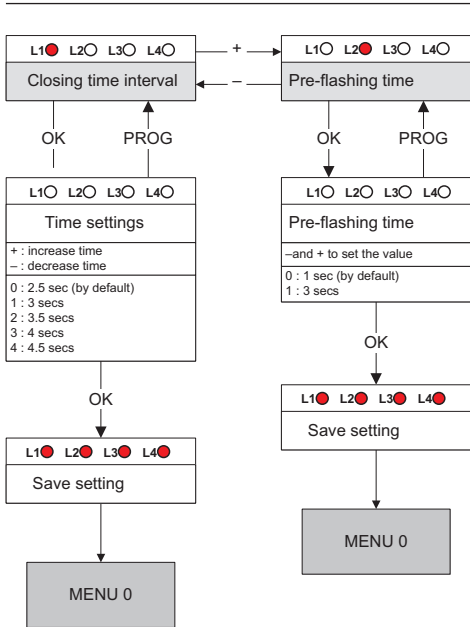 L1 L2 L3 L4
Closing time interval
+
–
L1 L2 L3 L4
Pre-flashing time
OK
PROG
OK
PROG
L1 L2 L3 L4
Time settings
+ : increase time
– : decrease time
0 : 2.5 sec (by default)
1 : 3 secs
2 : 3.5 secs
3 : 4 secs
4 : 4.5 secs
L1 L2 L3 L4
Pre-flashing time
–and + to set the value
0 : 1 sec (by default)
1 : 3 secs
OK
OK
L1 L2 L3 L4
Save setting
L1 L2 L3 L4
Save setting
MENU 0
MENU 0